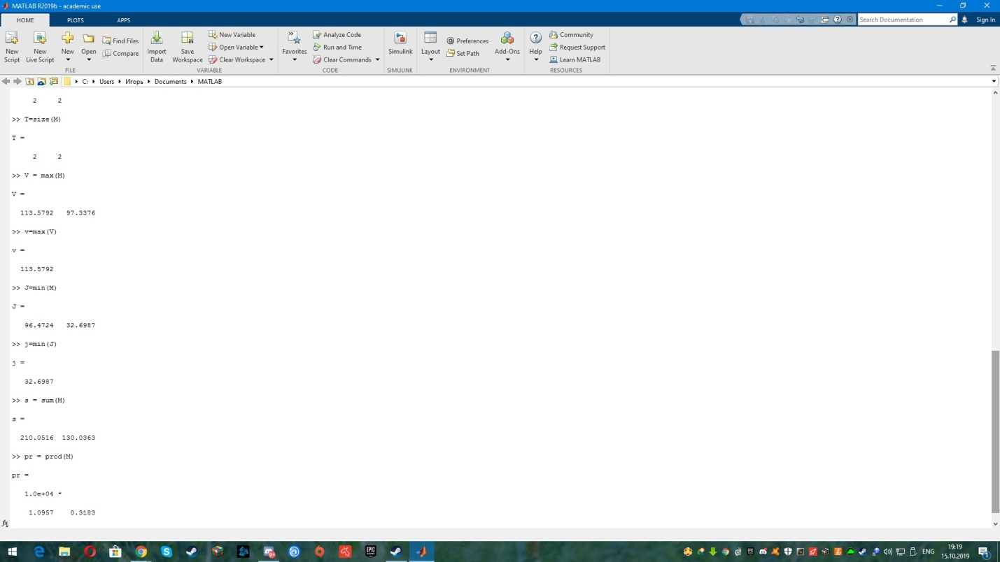 MATLAB R2019b - academic use
HOME PLOTS APPS
Search Documentation Sign In
New Script
New Live Script
New
Open
Find Files
Compare
FILE
Import Data
Save Workspace
New Variable
Open Variable
Clear Workspace
VARIABLE
Favorites
Analyze Code
Run and Time
Clear Commands
CODE
Simulink
SIMULINK
Layout
Preferences
Set Path
Add-Ons
ENVIRONMENT
Help
Community
Request Support
Learn MATLAB
RESOURCES
C: Users Игорь Documents MATLAB
2 2
>> T=size(M)
T =
2 2
>> V = max(M)
V =
113.5792 97.3376
>> v=max(V)
v =
113.5792
>> J=min(M)
J =
96.4724 32.6987
>> j=min(J)
j =
32.6987
>> s = sum(M)
s =
210.0516 130.0363
>> pr = prod(M)
pr =
1.0e+04 *
1.0957 0.3183
fx
EPIC GAMES
ENG
19:19
15.10.2019